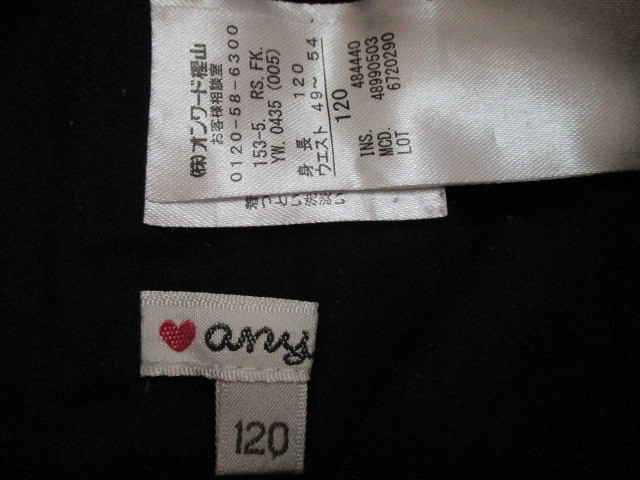 (株)オンワード樫山
お客様相談室
0120-58-6300
153-5. RS. FK.
YW. 0435 (005)
身長 120
ウエスト 49～ 54.
120
INS. 484440
MCD. 48990503
LOT 6720290
any
120